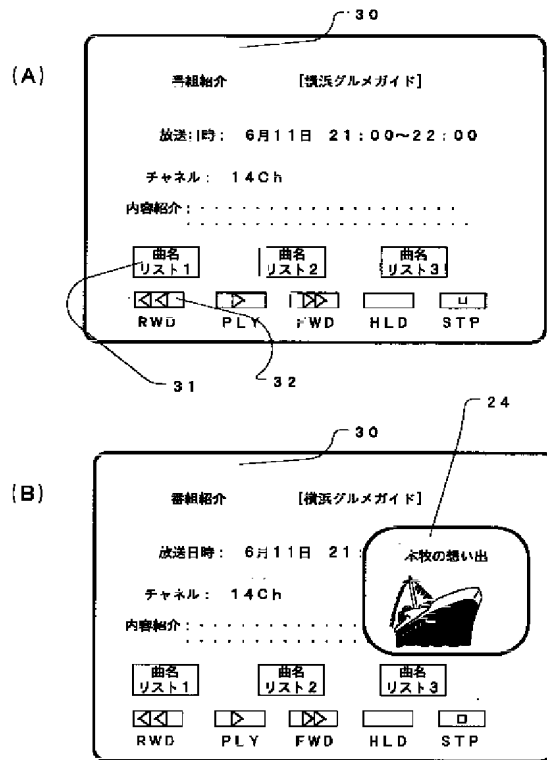 30
(A)
番組紹介 [横浜グルメガイド]
放送日時： 6月11日 21：00～22：00
チャネル： 14Ch
内容紹介：
曲名 曲名 曲名
リスト1 リスト2 リスト3
RWD PLY FWD HLD STP
31 32
24
30
(B)
番組紹介 [横浜グルメガイド]
放送日時： 6月11日 21：
本牧の想い出
チャネル： 14Ch
内容紹介：
曲名 曲名 曲名
リスト1 リスト2 リスト3
RWD PLY FWD HLD STP